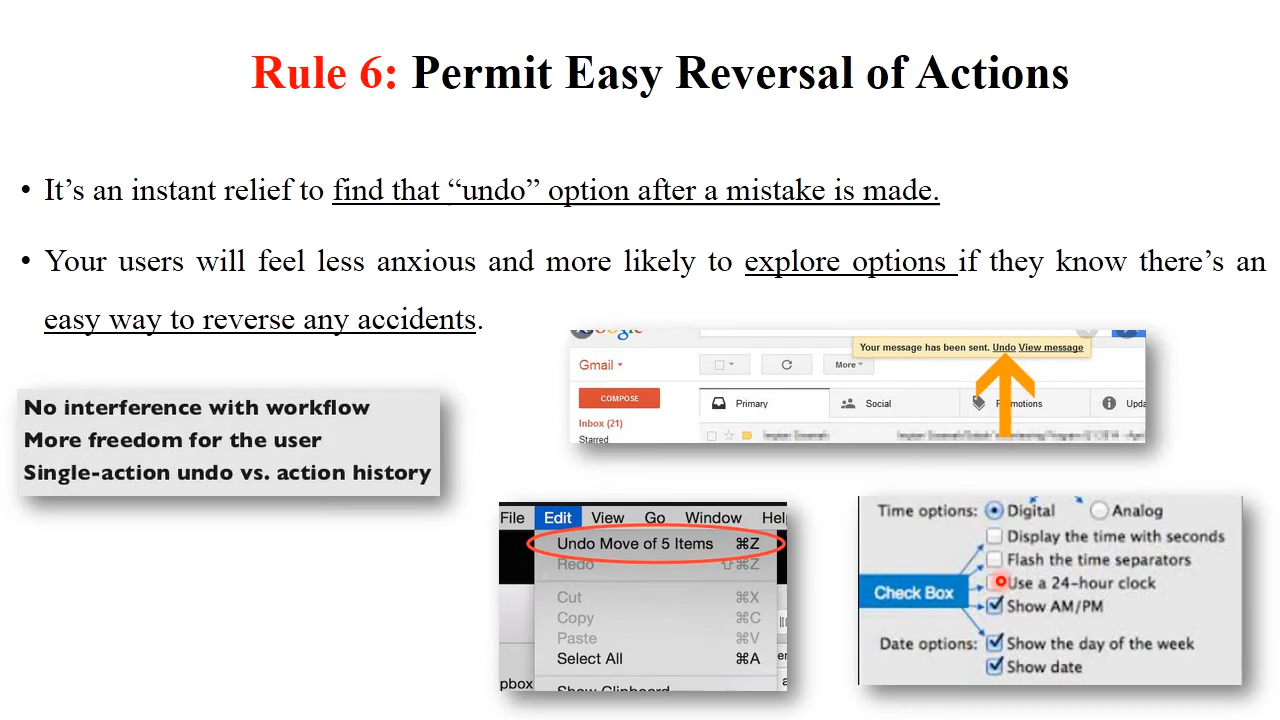 Rule 6: Permit Easy Reversal of Actions
• It’s an instant relief to find that “undo” option after a mistake is made.
• Your users will feel less anxious and more likely to explore options if they know there’s an
easy way to reverse any accidents.
No interference with workflow
More freedom for the user
Single-action undo vs. action history
Google
Your message has been sent. Undo View message
Gmail
More
COMPOSE
Primary
Social
Promotions
Inbox (21)
Starred
File Edit View Go Window
Undo Move of 5 Items ⌘Z
Redo ⇧⌘Z
Cut ⌘X
Copy ⌘C
Paste ⌘V
Select All ⌘A
Show Clipboard
Time options: Digital Analog
Display the time with seconds
Flash the time separators
Use a 24-hour clock
Check Box
Show AM/PM
Date options: Show the day of the week
Show date